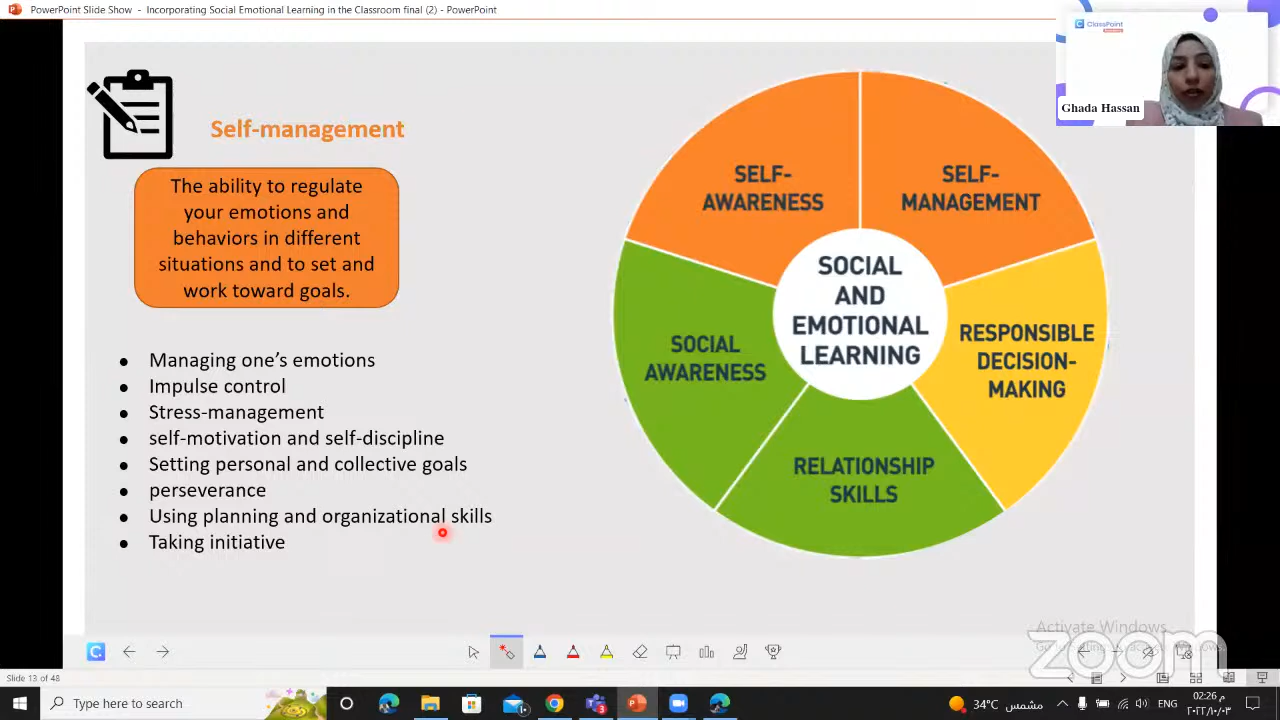 PowerPoint Slide Show - Incorporating Social Emotional Learning in the Classroom final (2) - PowerPoint
ClassPoint
Ghada Hassan
Self-management
The ability to regulate
your emotions and
behaviors in different
situations and to set and
work toward goals.
● Managing one’s emotions
● Impulse control
● Stress-management
● self-motivation and self-discipline
● Setting personal and collective goals
● perseverance
● Using planning and organizational skills
● Taking initiative
SELF-
AWARENESS
SELF-
MANAGEMENT
SOCIAL
AND
EMOTIONAL
LEARNING
SOCIAL
AWARENESS
RESPONSIBLE
DECISION-
MAKING
RELATIONSHIP
SKILLS
Activate Windows
zoom
Slide 13 of 48
Type here to search
34°C مشمس
ENG
02:26 م